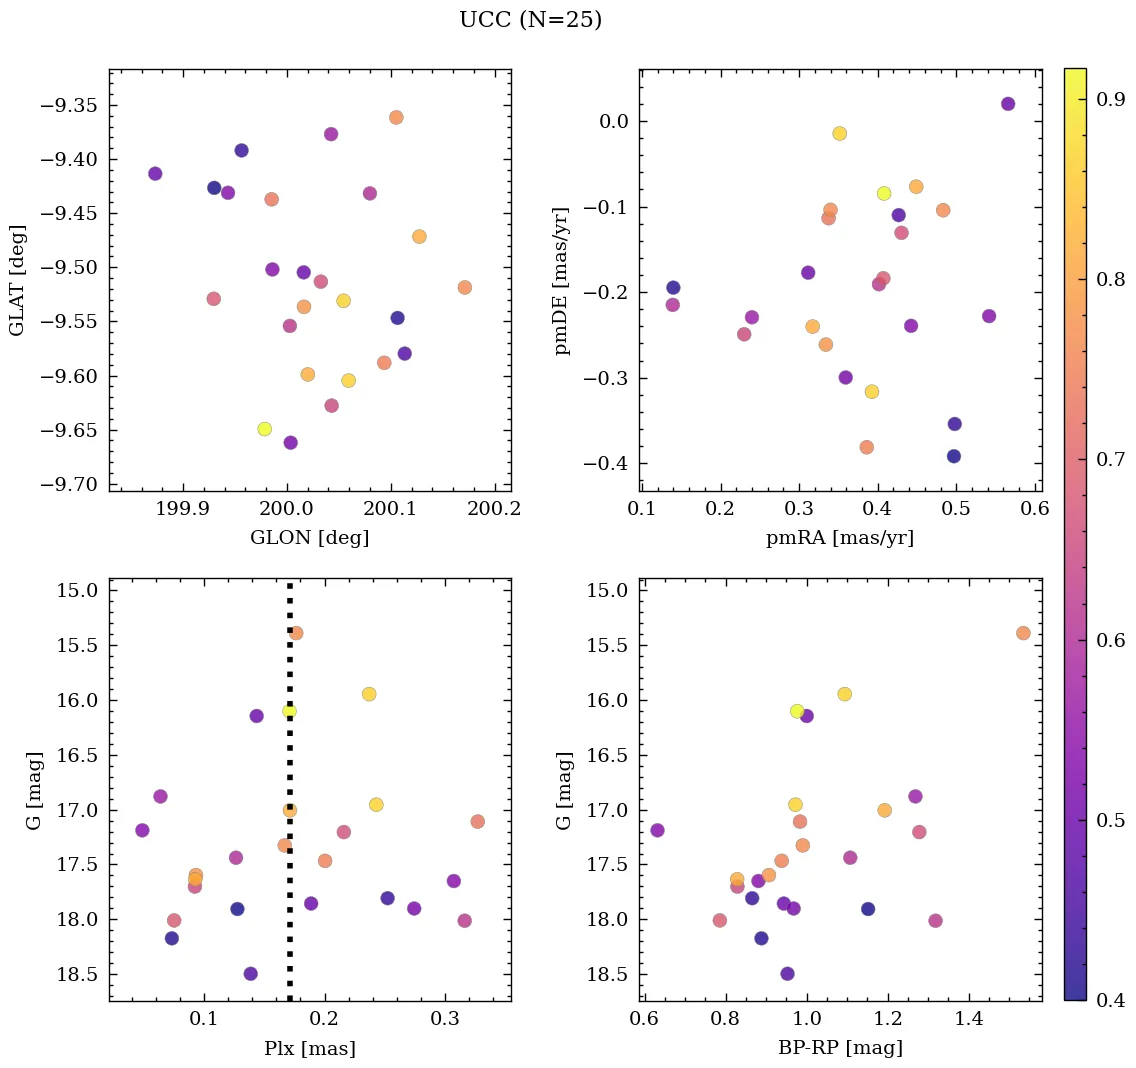 UCC (N=25)
−9.35
−9.40
−9.45
−9.50
−9.55
−9.60
−9.65
−9.70
GLAT [deg]
199.9 200.0 200.1 200.2
GLON [deg]
0.0
−0.1
−0.2
−0.3
−0.4
pmDE [mas/yr]
0.1 0.2 0.3 0.4 0.5 0.6
pmRA [mas/yr]
15.0
15.5
16.0
16.5
17.0
17.5
18.0
18.5
G [mag]
0.1 0.2 0.3
Plx [mas]
15.0
15.5
16.0
16.5
17.0
17.5
18.0
18.5
G [mag]
0.6 0.8 1.0 1.2 1.4
BP-RP [mag]
0.9
0.8
0.7
0.6
0.5
0.4